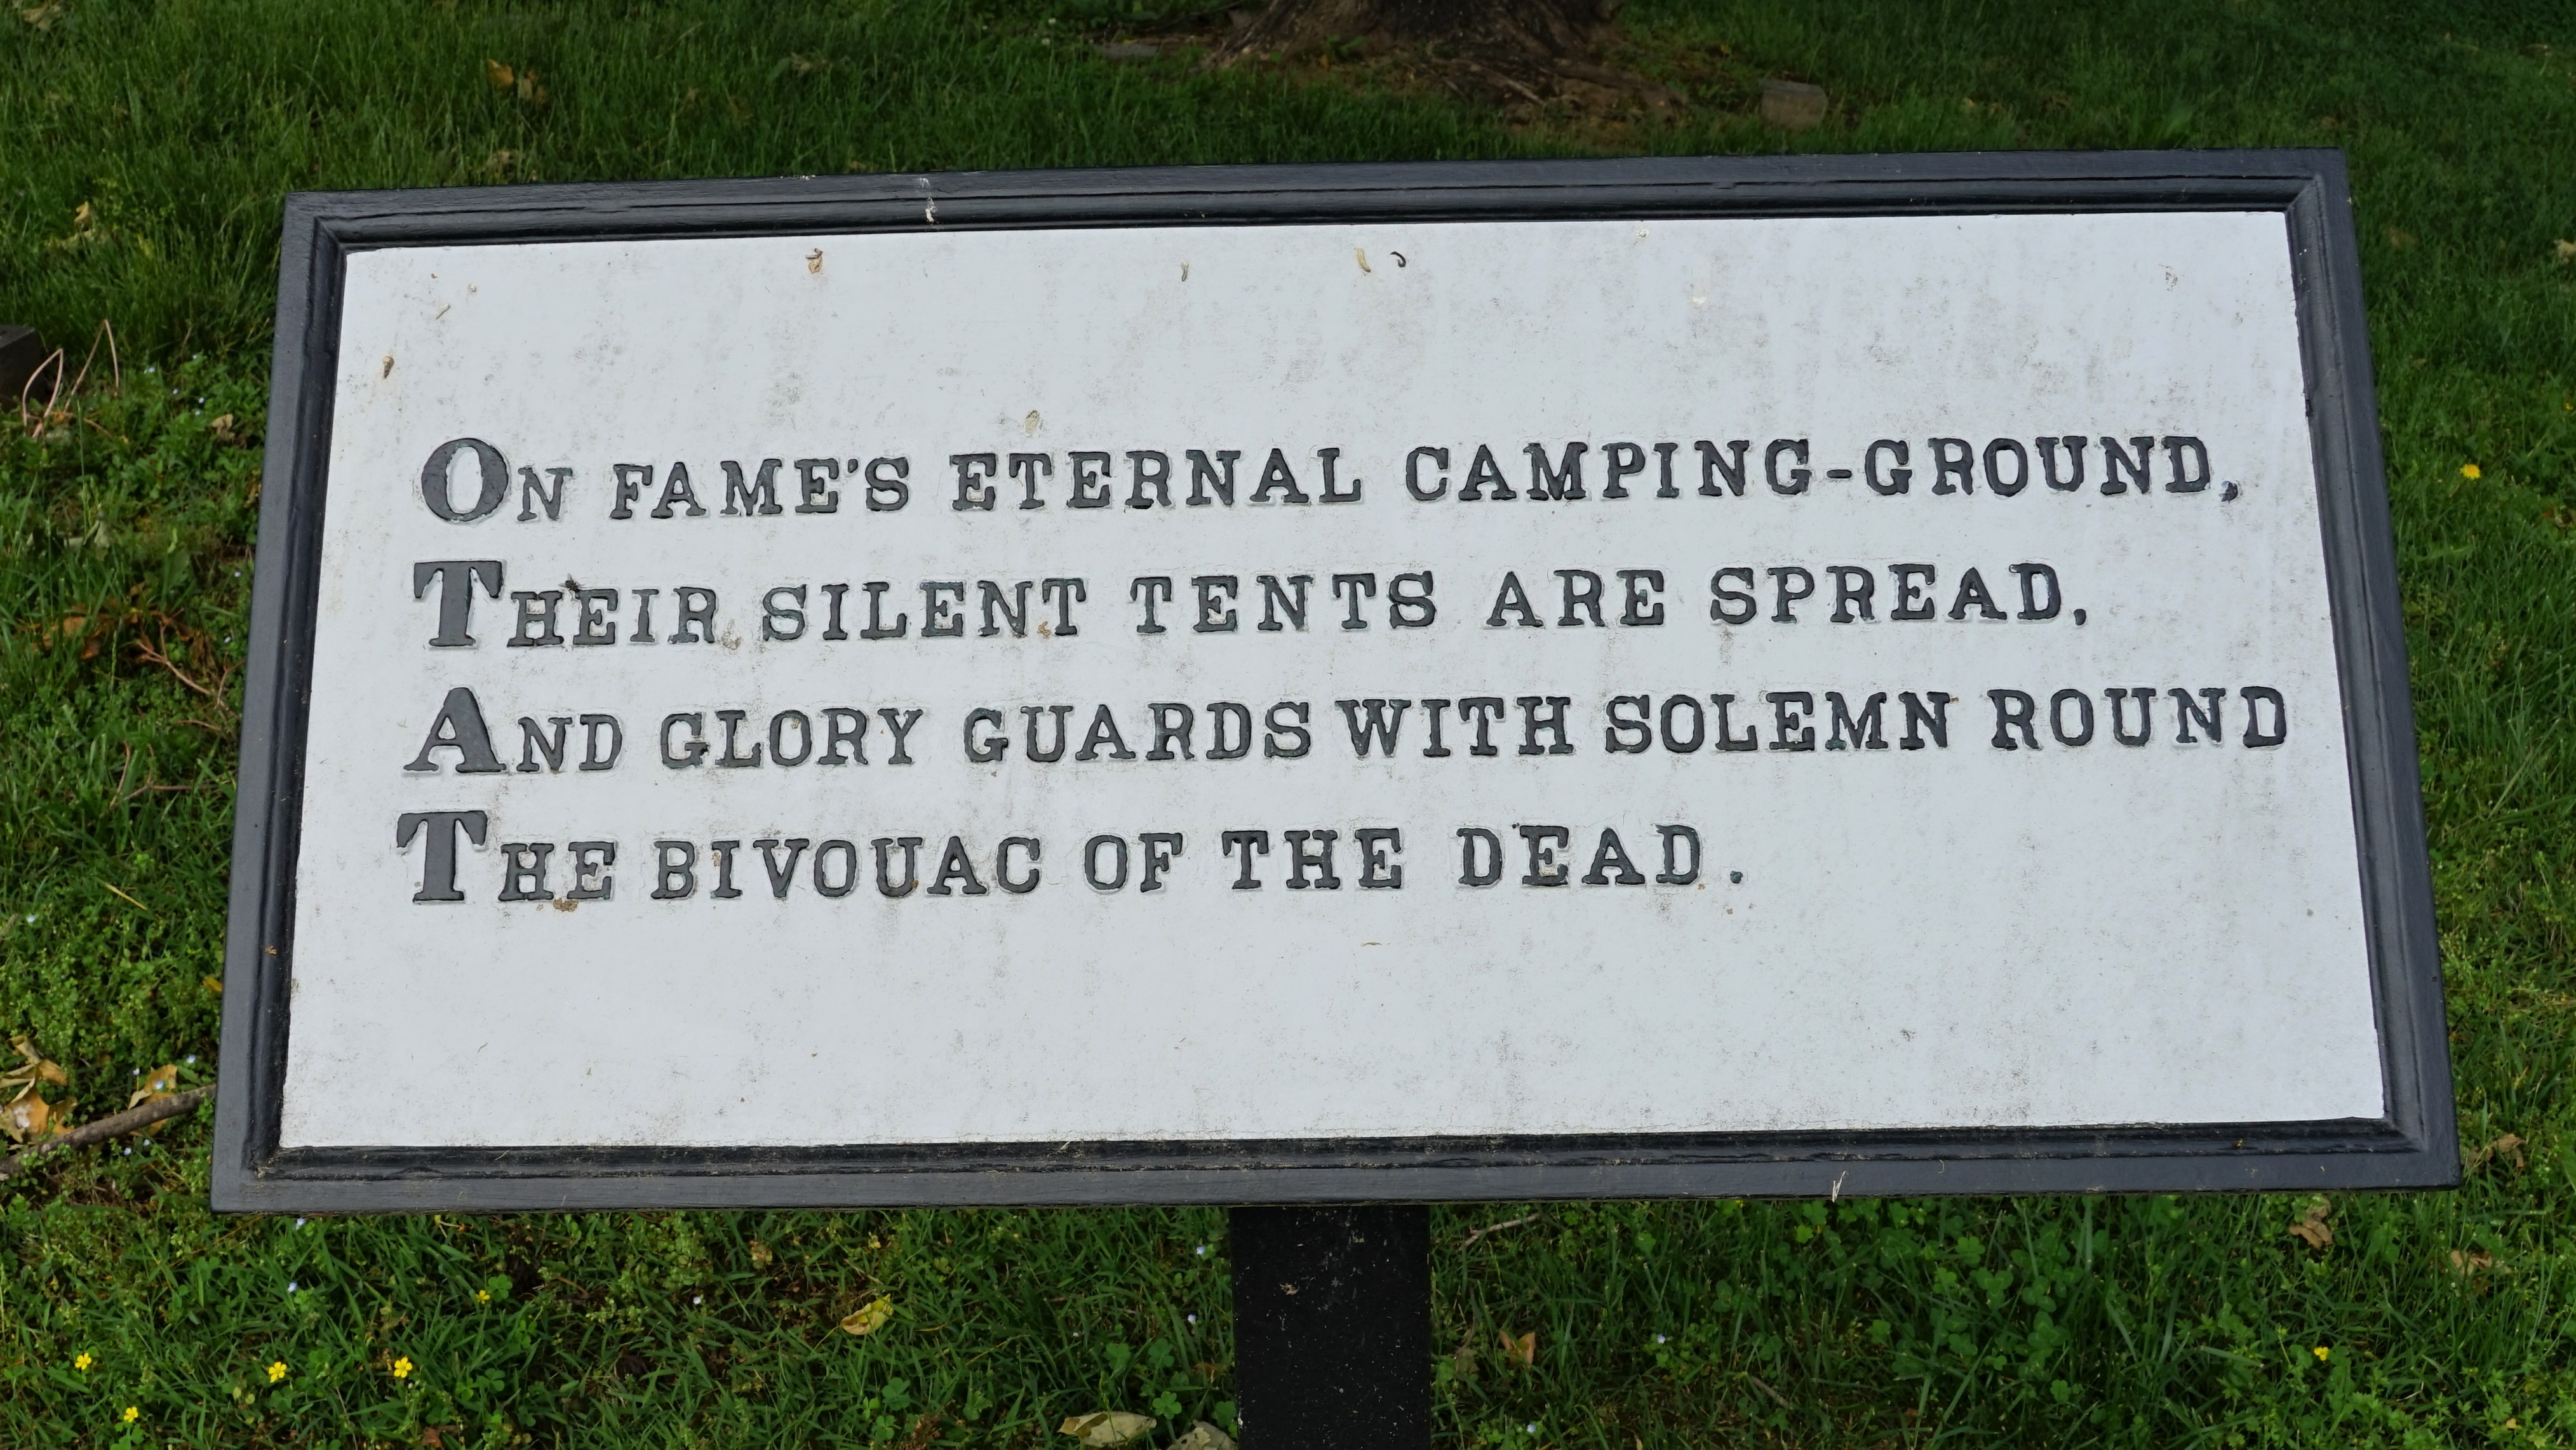 On FAME'S ETERNAL CAMPING-GROUND,
THEIR SILENT TENTS ARE SPREAD,
AND GLORY GUARDS WITH SOLEMN ROUND
THE BIVOUAC OF THE DEAD.